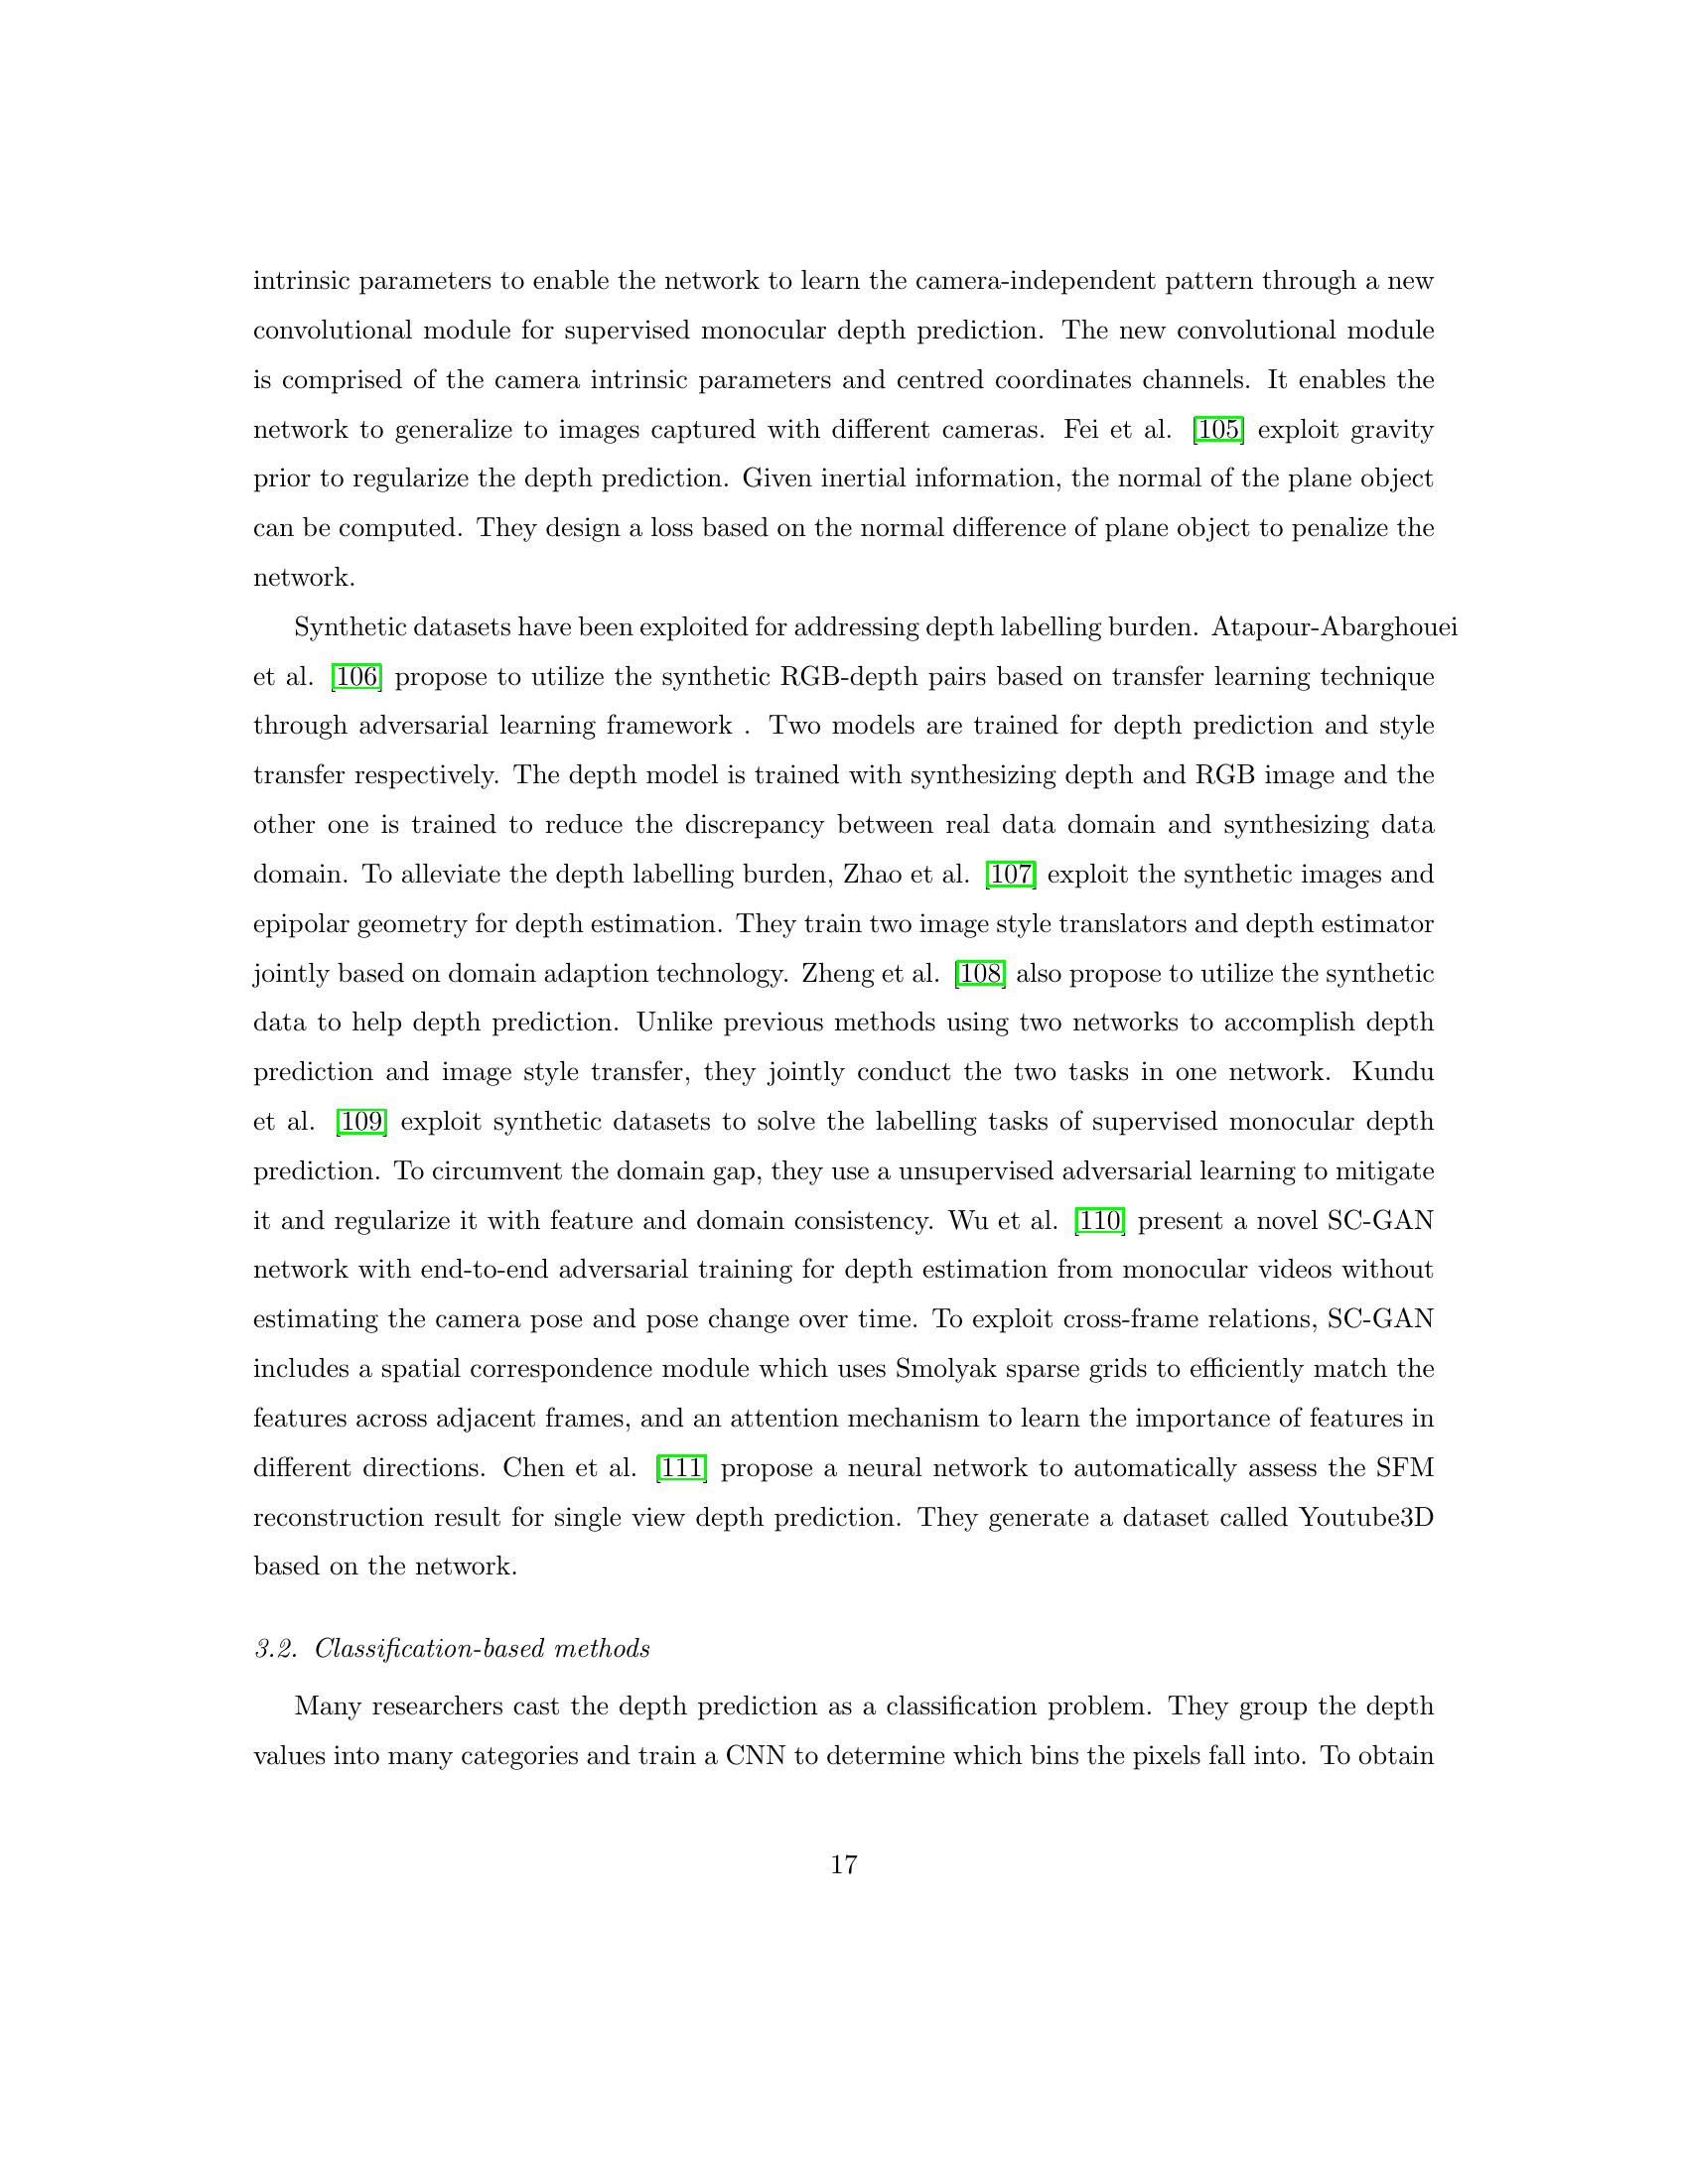 intrinsic parameters to enable the network to learn the camera-independent pattern through a new
convolutional module for supervised monocular depth prediction. The new convolutional module
is comprised of the camera intrinsic parameters and centred coordinates channels. It enables the
network to generalize to images captured with different cameras. Fei et al. [105] exploit gravity
prior to regularize the depth prediction. Given inertial information, the normal of the plane object
can be computed. They design a loss based on the normal difference of plane object to penalize the
network.
Synthetic datasets have been exploited for addressing depth labelling burden. Atapour-Abarghouei
et al. [106] propose to utilize the synthetic RGB-depth pairs based on transfer learning technique
through adversarial learning framework . Two models are trained for depth prediction and style
transfer respectively. The depth model is trained with synthesizing depth and RGB image and the
other one is trained to reduce the discrepancy between real data domain and synthesizing data
domain. To alleviate the depth labelling burden, Zhao et al. [107] exploit the synthetic images and
epipolar geometry for depth estimation. They train two image style translators and depth estimator
jointly based on domain adaption technology. Zheng et al. [108] also propose to utilize the synthetic
data to help depth prediction. Unlike previous methods using two networks to accomplish depth
prediction and image style transfer, they jointly conduct the two tasks in one network. Kundu
et al. [109] exploit synthetic datasets to solve the labelling tasks of supervised monocular depth
prediction. To circumvent the domain gap, they use a unsupervised adversarial learning to mitigate
it and regularize it with feature and domain consistency. Wu et al. [110] present a novel SC-GAN
network with end-to-end adversarial training for depth estimation from monocular videos without
estimating the camera pose and pose change over time. To exploit cross-frame relations, SC-GAN
includes a spatial correspondence module which uses Smolyak sparse grids to efficiently match the
features across adjacent frames, and an attention mechanism to learn the importance of features in
different directions. Chen et al. [111] propose a neural network to automatically assess the SFM
reconstruction result for single view depth prediction. They generate a dataset called Youtube3D
based on the network.
3.2. Classification-based methods
Many researchers cast the depth prediction as a classification problem. They group the depth
values into many categories and train a CNN to determine which bins the pixels fall into. To obtain
17